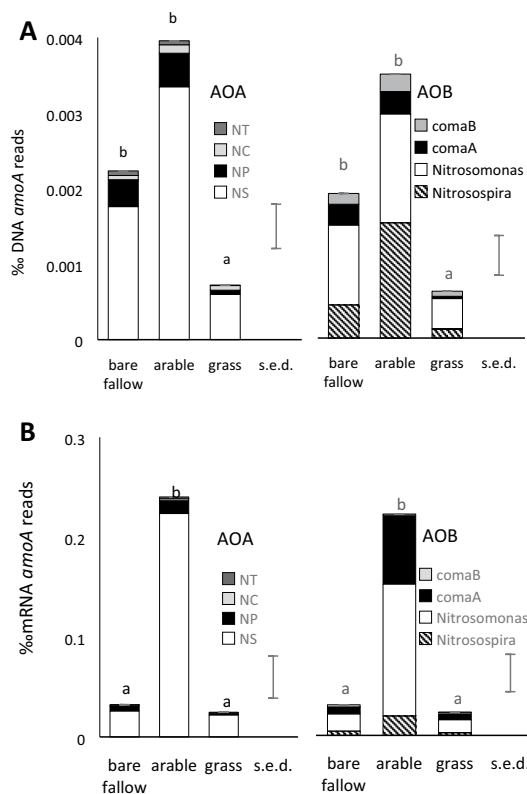 A
‰ DNA amoA reads
0.004
0.003
0.002
0.001
0
b
b
a
AOA
NT
NC
NP
NS
bare fallow
arable
grass
s.e.d.
b
b
a
AOB
comaB
comaA
Nitrosomonas
Nitrosospira
bare fallow
arable
grass
s.e.d.
B
‰mRNA amoA reads
0.3
0.2
0.1
0
a
b
a
AOA
NT
NC
NP
NS
bare fallow
arable
grass
s.e.d.
a
b
a
AOB
comaB
comaA
Nitrosomonas
Nitrosospira
bare fallow
arable
grass
s.e.d.